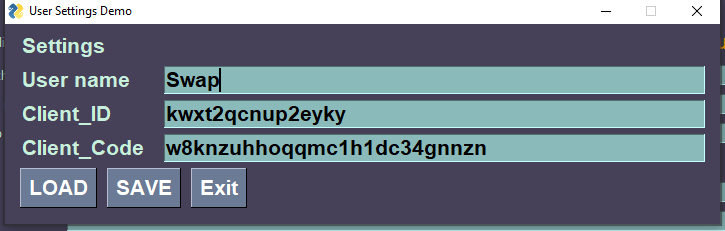 User Settings Demo
Settings
User name Swap
Client_ID kwxt2qcnup2eyky
Client_Code w8knzuhhoqqmc1h1dc34gnnzn
LOAD SAVE Exit